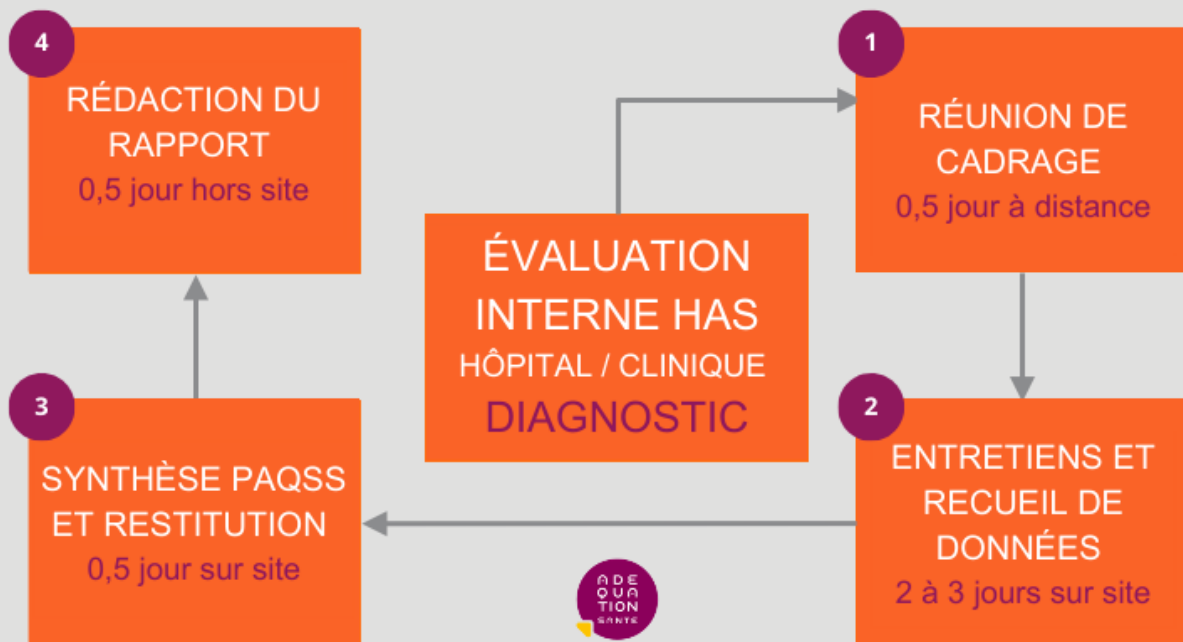 ÉVALUATION
INTERNE HAS
HÔPITAL / CLINIQUE
DIAGNOSTIC
1
RÉUNION DE
CADRAGE
0,5 jour à distance
2
ENTRETIENS ET
RECUEIL DE
DONNÉES
2 à 3 jours sur site
3
SYNTHÈSE PAQSS
ET RESTITUTION
0,5 jour sur site
4
RÉDACTION DU
RAPPORT
0,5 jour hors site
ADE
QUA
TION
SANTE